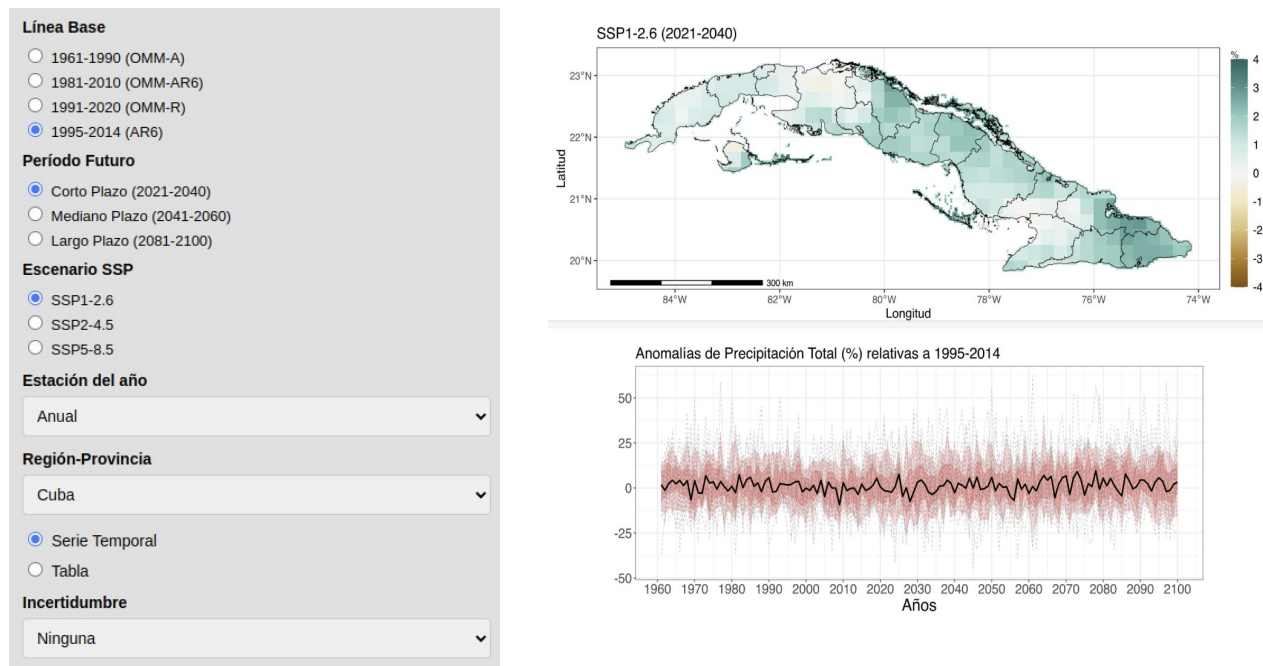 Línea Base
1961-1990 (OMM-A)
1981-2010 (OMM-AR6)
1991-2020 (OMM-R)
1995-2014 (AR6)
Período Futuro
Corto Plazo (2021-2040)
Mediano Plazo (2041-2060)
Largo Plazo (2081-2100)
Escenario SSP
SSP1-2.6
SSP2-4.5
SSP5-8.5
Estación del año
Anual
Región-Provincia
Cuba
Serie Temporal
Tabla
Incertidumbre
Ninguna
SSP1-2.6 (2021-2040)
Latitud
23°N
22°N
21°N
20°N
300 km
84°W 82°W 80°W 78°W 76°W 74°W
Longitud
%
4
3
2
1
0
-1
-2
-3
-4
Anomalías de Precipitación Total (%) relativas a 1995-2014
50
25
0
-25
-50
1960 1970 1980 1990 2000 2010 2020 2030 2040 2050 2060 2070 2080 2090 2100
Años